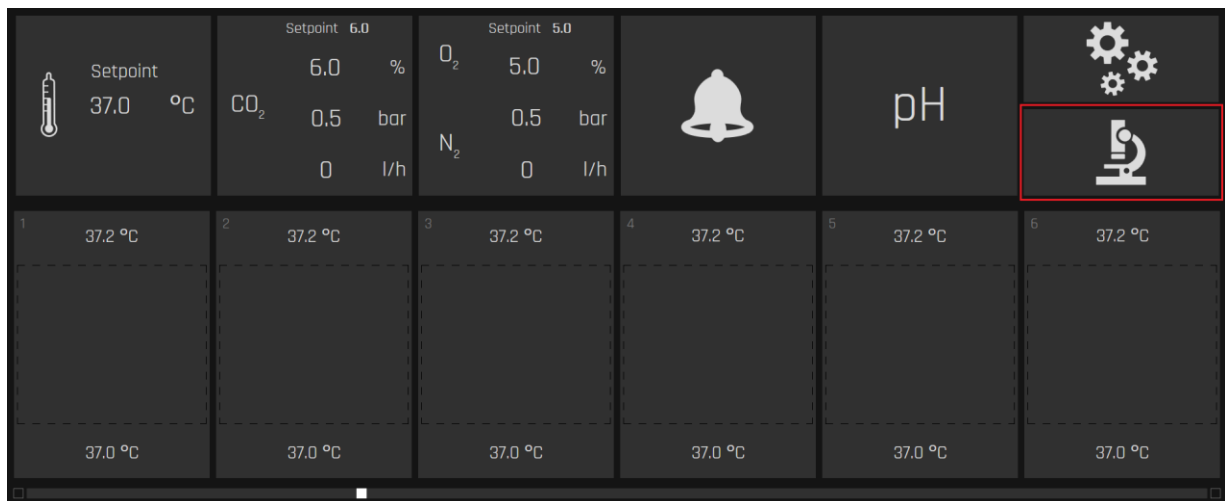 Setpoint
37.0 °C
Setpoint 6.0
CO₂
6.0 %
0.5 bar
0 l/h
Setpoint 5.0
O₂
5.0 %
0.5 bar
N₂
0 l/h
pH
1
37.2 °C
37.0 °C
2
37.2 °C
37.0 °C
3
37.2 °C
37.0 °C
4
37.2 °C
37.0 °C
5
37.2 °C
37.0 °C
6
37.2 °C
37.0 °C